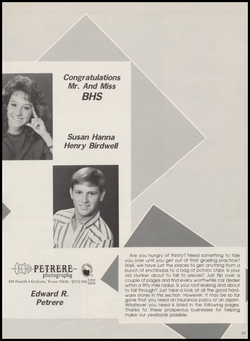 Congratulations
Mr. And Miss
BHS
Susan Hanna
Henry Birdwell
PETRERE
photography
Edward R.
Petrere
Are you hungry or thirsty? Need something to tide
you over until you get out of that grueling practice?
Well, we have just the places to get anything from a
bunch of enchiladas to a bag of potato chips. Is your
car about to fall to pieces? Just flip over a
couple of pages and find every worthwhile car dealer
within a fifty mile radius. Is your roof leaking and about
to fall through? Just take a look at all the good hard-
ware stores in this section. However, it may be so far
gone that you need an insurance policy or an aspirin.
Whatever you need is listed in the following pages.
Thanks to these prosperous businesses for helping
make our yearbook possible.